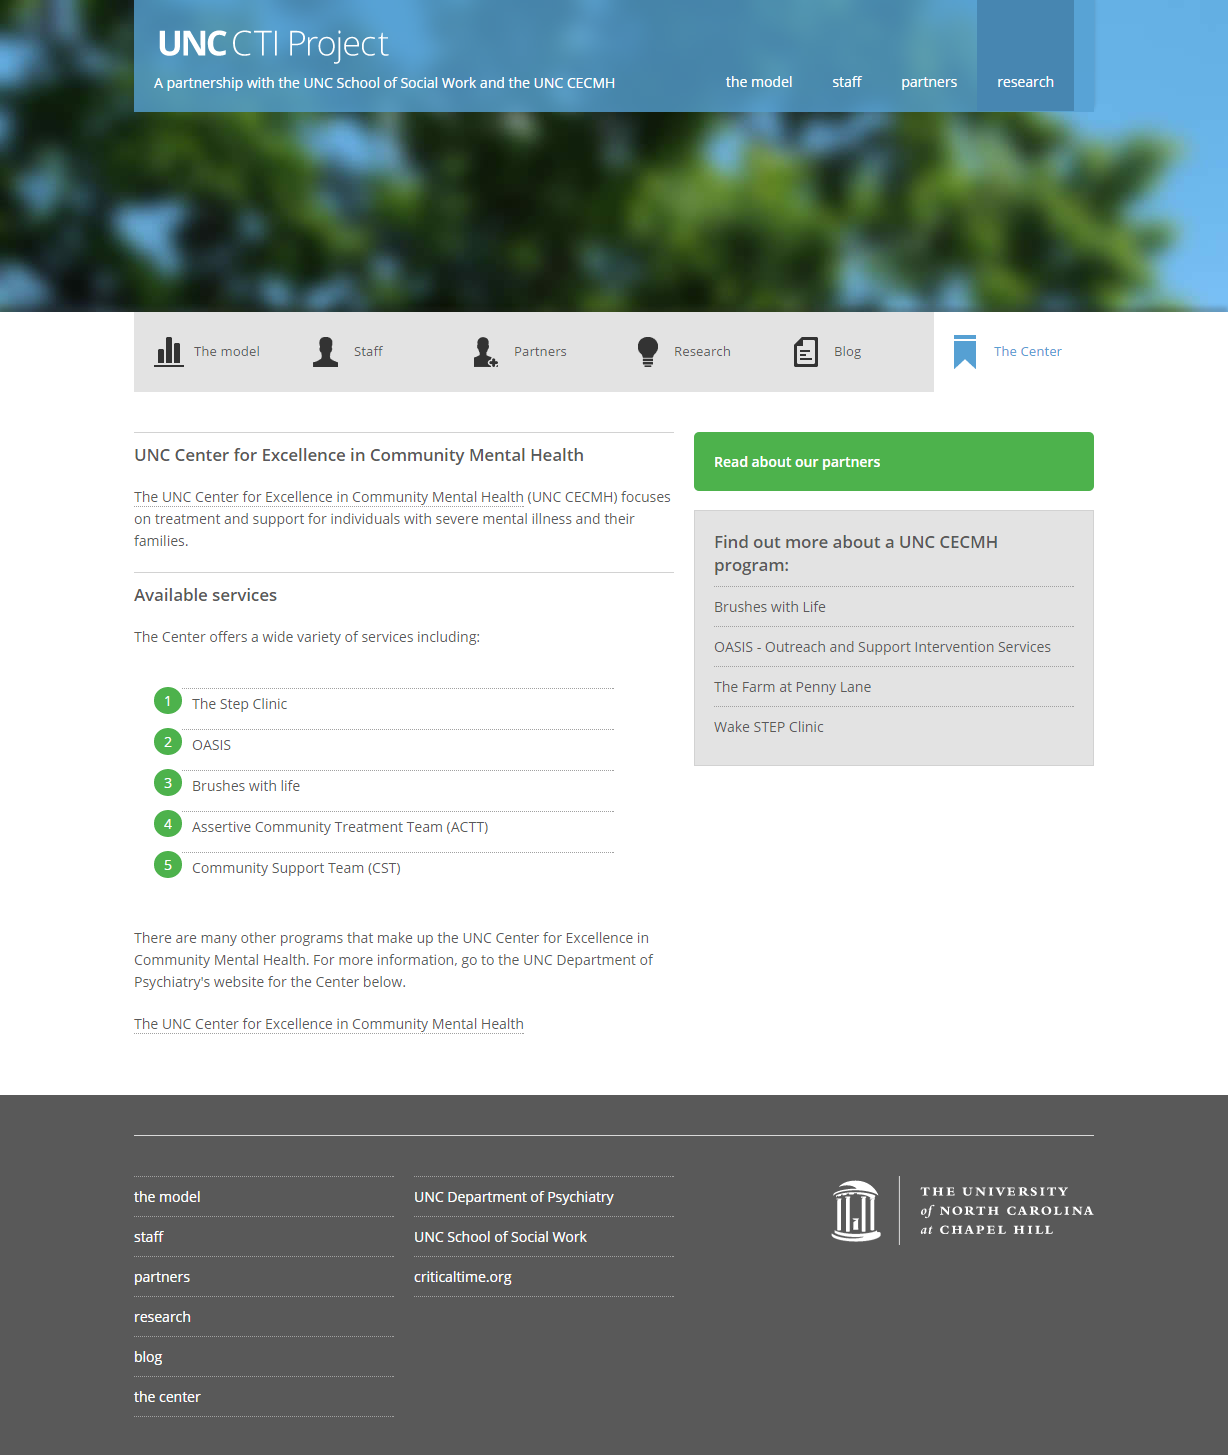 UNC CTI Project
A partnership with the UNC School of Social Work and the UNC CECMH
the model
staff
partners
research
The model
Staff
Partners
Research
Blog
The Center
UNC Center for Excellence in Community Mental Health
The UNC Center for Excellence in Community Mental Health (UNC CECMH) focuses
on treatment and support for individuals with severe mental illness and their
families.
Available services
The Center offers a wide variety of services including:
1 The Step Clinic
2 OASIS
3 Brushes with life
4 Assertive Community Treatment Team (ACTT)
5 Community Support Team (CST)
There are many other programs that make up the UNC Center for Excellence in
Community Mental Health. For more information, go to the UNC Department of
Psychiatry's website for the Center below.
The UNC Center for Excellence in Community Mental Health
Read about our partners
Find out more about a UNC CECMH
program:
Brushes with Life
OASIS - Outreach and Support Intervention Services
The Farm at Penny Lane
Wake STEP Clinic
the model
staff
partners
research
blog
the center
UNC Department of Psychiatry
UNC School of Social Work
criticaltime.org
THE UNIVERSITY
of NORTH CAROLINA
at CHAPEL HILL